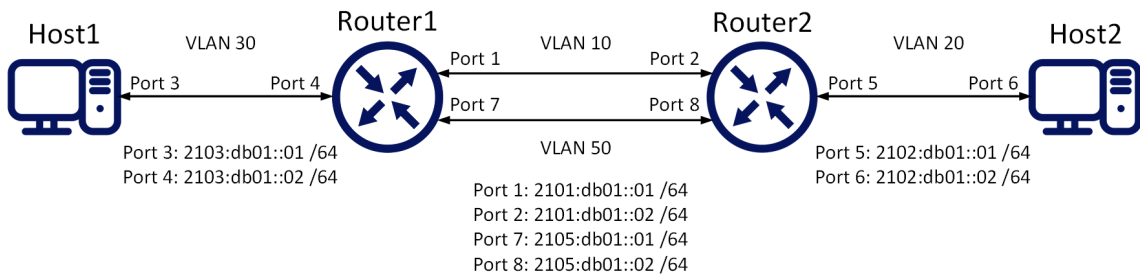 Host1
VLAN 30
Router1
VLAN 10
Router2
VLAN 20
Host2
Port 3
Port 4
Port 1
Port 2
Port 5
Port 6
Port 7
Port 8
VLAN 50
Port 3: 2103:db01::01 /64
Port 4: 2103:db01::02 /64
Port 5: 2102:db01::01 /64
Port 6: 2102:db01::02 /64
Port 1: 2101:db01::01 /64
Port 2: 2101:db01::02 /64
Port 7: 2105:db01::01 /64
Port 8: 2105:db01::02 /64